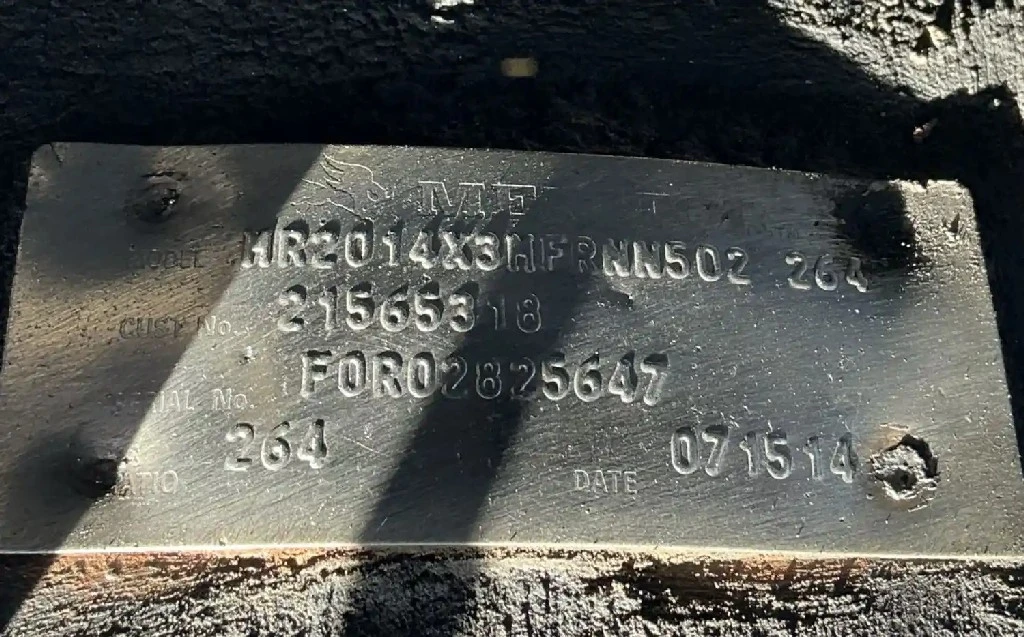 ME
MODEL MR2014X3HFRNN502 264
CUST No. 21565318
SERIAL No. FOR02825647
RATIO 264 DATE 071514